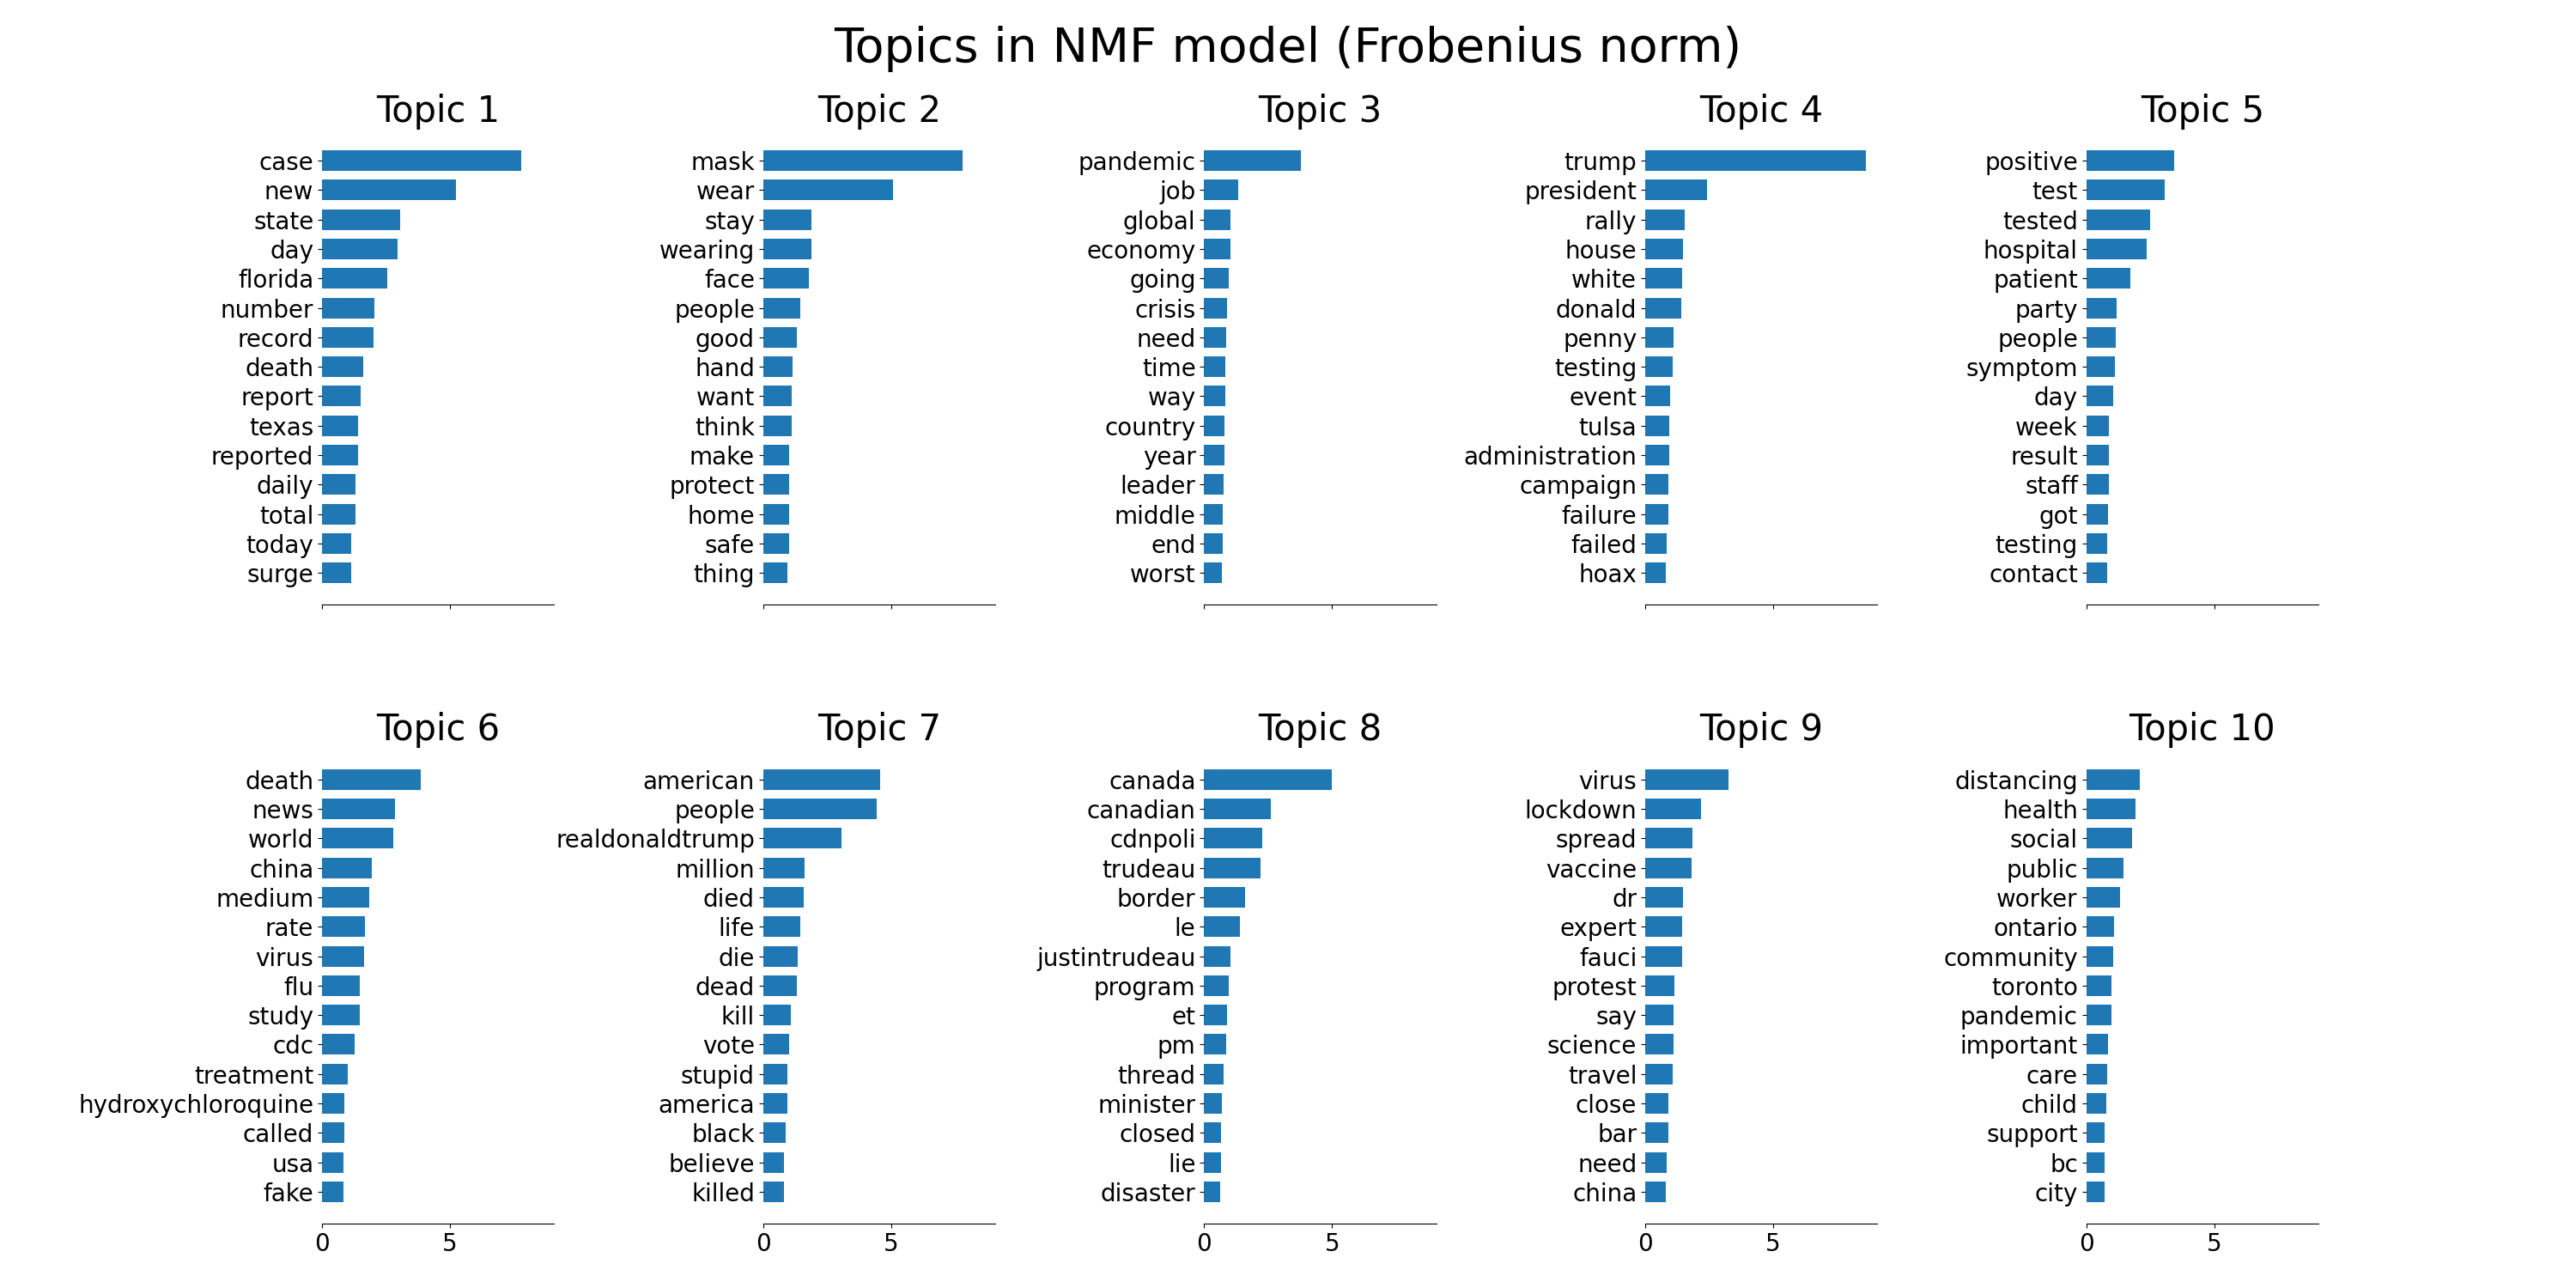 Topics in NMF model (Frobenius norm)
Topic 1
case
new
state
day
florida
number
record
death
report
texas
reported
daily
total
today
surge
Topic 2
mask
wear
stay
wearing
face
people
good
hand
want
think
make
protect
home
safe
thing
Topic 3
pandemic
job
global
economy
going
crisis
need
time
way
country
year
leader
middle
end
worst
Topic 4
trump
president
rally
house
white
donald
penny
testing
event
tulsa
administration
campaign
failure
failed
hoax
Topic 5
positive
test
tested
hospital
patient
party
people
symptom
day
week
result
staff
got
testing
contact
Topic 6
death
news
world
china
medium
rate
virus
flu
study
cdc
treatment
hydroxychloroquine
called
usa
fake
0 5
Topic 7
american
people
realdonaldtrump
million
died
life
die
dead
kill
vote
stupid
america
black
believe
killed
0 5
Topic 8
canada
canadian
cdnpoli
trudeau
border
le
justintrudeau
program
et
pm
thread
minister
closed
lie
disaster
0 5
Topic 9
virus
lockdown
spread
vaccine
dr
expert
fauci
protest
say
science
travel
close
bar
need
china
0 5
Topic 10
distancing
health
social
public
worker
ontario
community
toronto
pandemic
important
care
child
support
bc
city
0 5